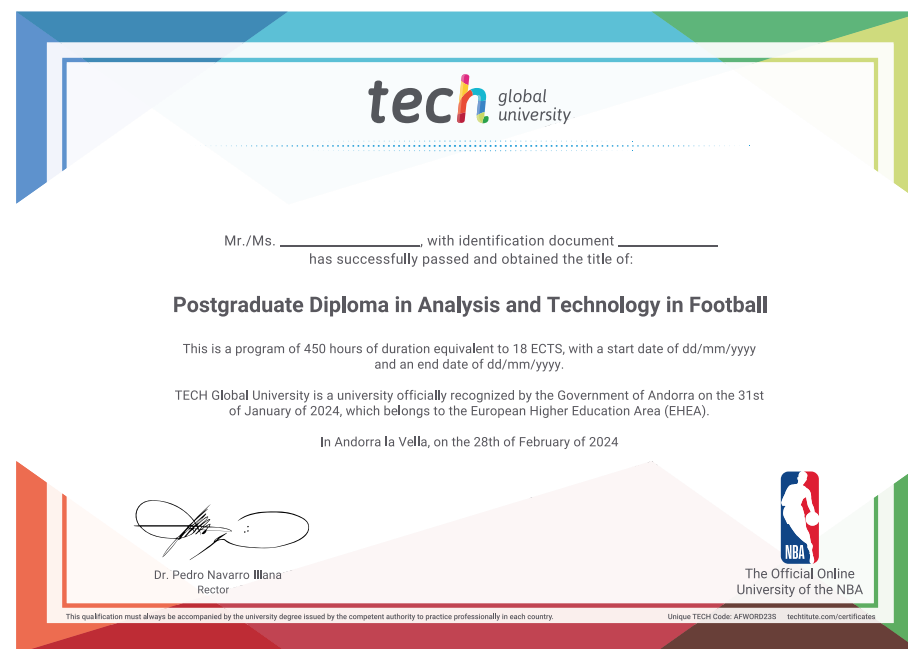 tech global university
Mr./Ms. ____________, with identification document ____________
has successfully passed and obtained the title of:
Postgraduate Diploma in Analysis and Technology in Football
This is a program of 450 hours of duration equivalent to 18 ECTS, with a start date of dd/mm/yyyy
and an end date of dd/mm/yyyy.
TECH Global University is a university officially recognized by the Government of Andorra on the 31st
of January of 2024, which belongs to the European Higher Education Area (EHEA).
In Andorra la Vella, on the 28th of February of 2024
Dr. Pedro Navarro Illana
Rector
NBA
The Official Online
University of the NBA
This qualification must always be accompanied by the university degree issued by the competent authority to practice professionally in each country.
Unique TECH Code: AFWORD23S techtitute.com/certificates